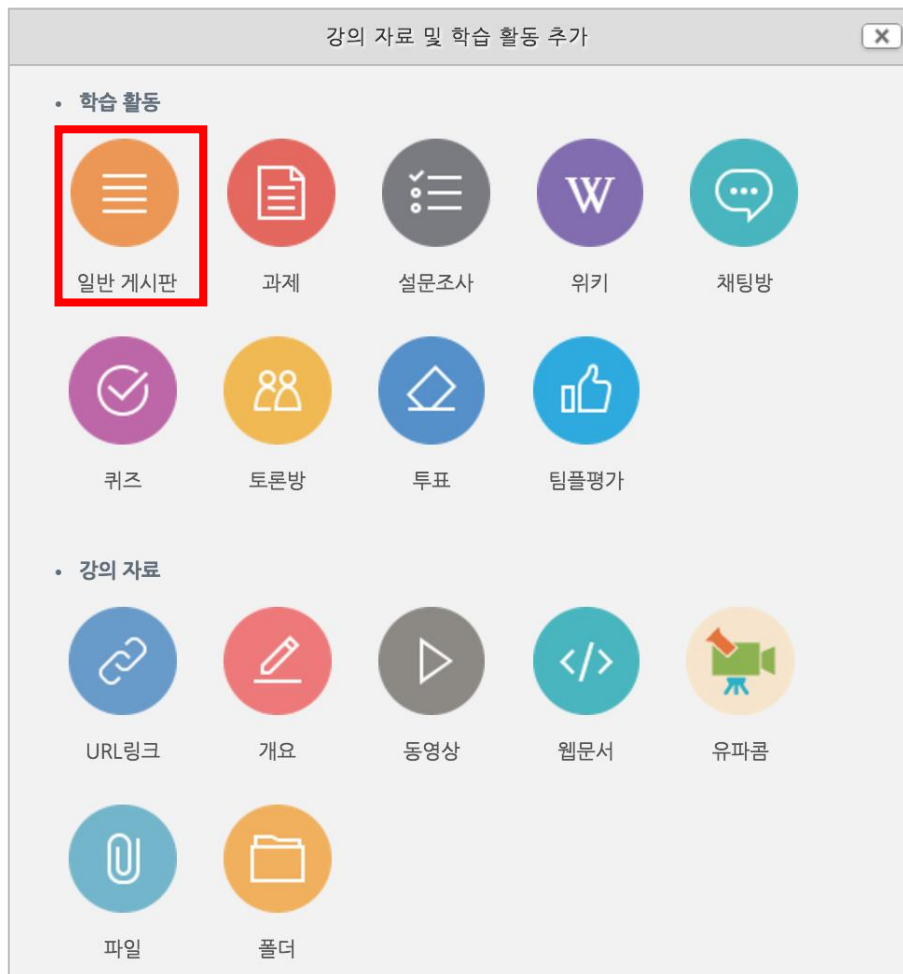 강의 자료 및 학습 활동 추가
• 학습 활동
일반 게시판 과제 설문조사 위키 채팅방
퀴즈 토론방 투표 팀플평가
• 강의 자료
URL링크 개요 동영상 웹문서 유파콤
파일 폴더